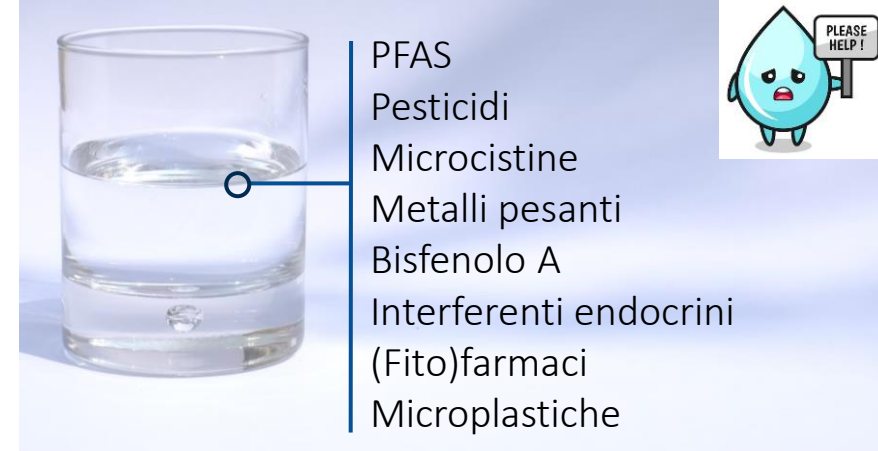 PFAS
Pesticidi
Microcistine
Metalli pesanti
Bisfenolo A
Interferenti endocrini
(Fito)farmaci
Microplastiche
PLEASE
HELP !